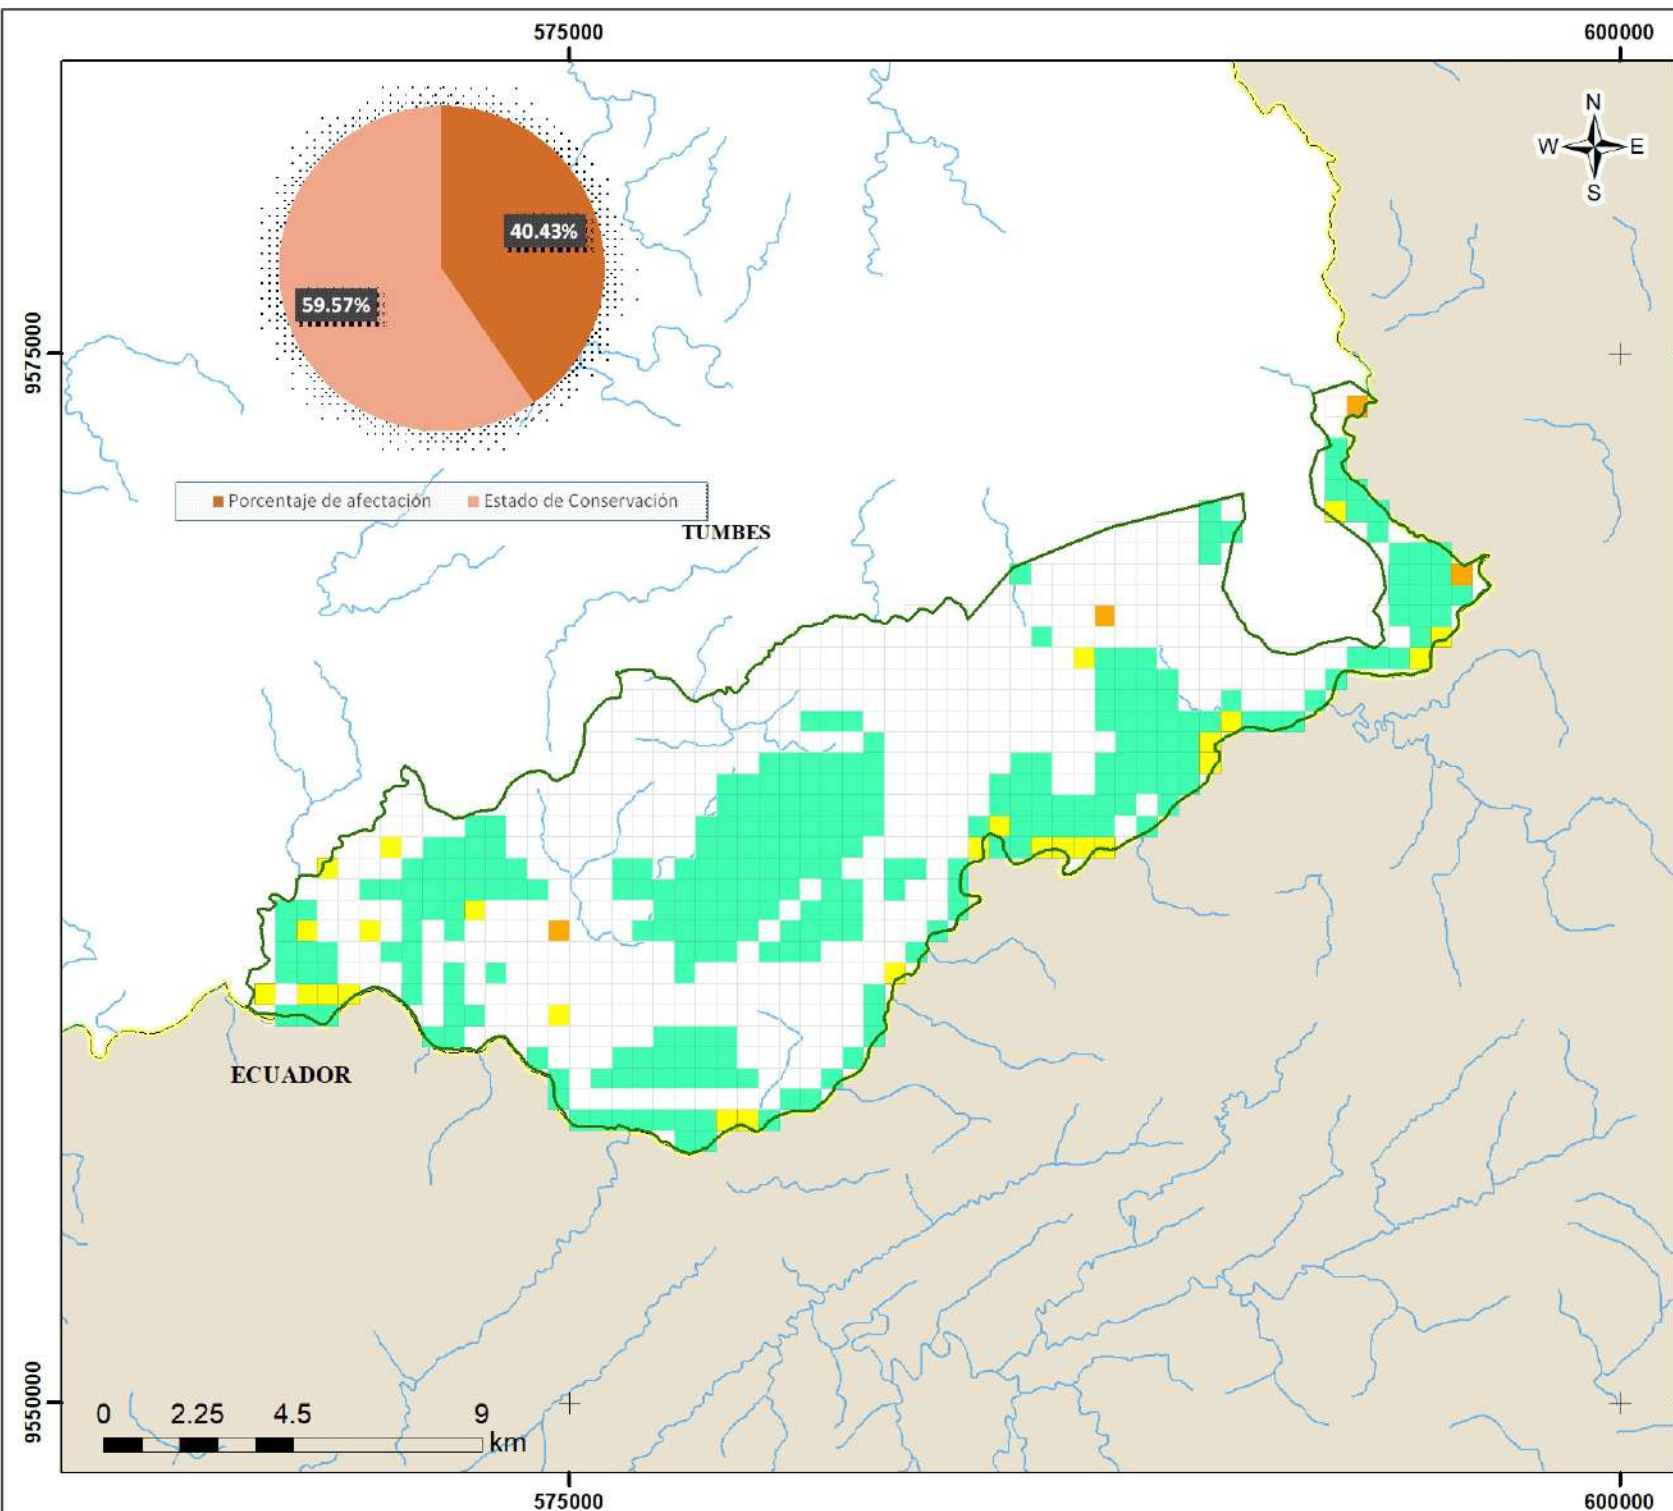 575000
600000
N
W
E
S
40.43%
59.57%
9575000
Porcentaje de afectación
Estado de Conservación
TUMBES
ECUADOR
9550000
0
2.25
4.5
9
km
575000
600000